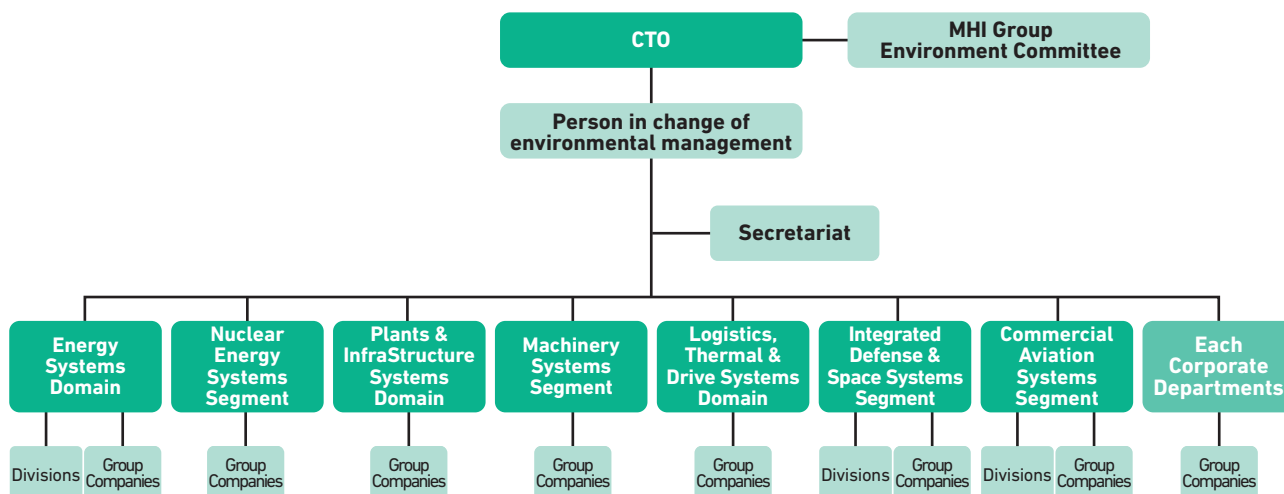 CTO
MHI Group
Environment Committee
Person in change of
environmental management
Secretariat
Energy
Systems
Domain
Nuclear
Energy
Systems
Segment
Plants &
InfraStructure
Systems
Domain
Machinery
Systems
Segment
Logistics,
Thermal &
Drive Systems
Domain
Integrated
Defense &
Space Systems
Segment
Commercial
Aviation
Systems
Segment
Each
Corporate
Departments
Divisions
Group
Companies
Group
Companies
Group
Companies
Group
Companies
Group
Companies
Divisions
Group
Companies
Divisions
Group
Companies
Group
Companies